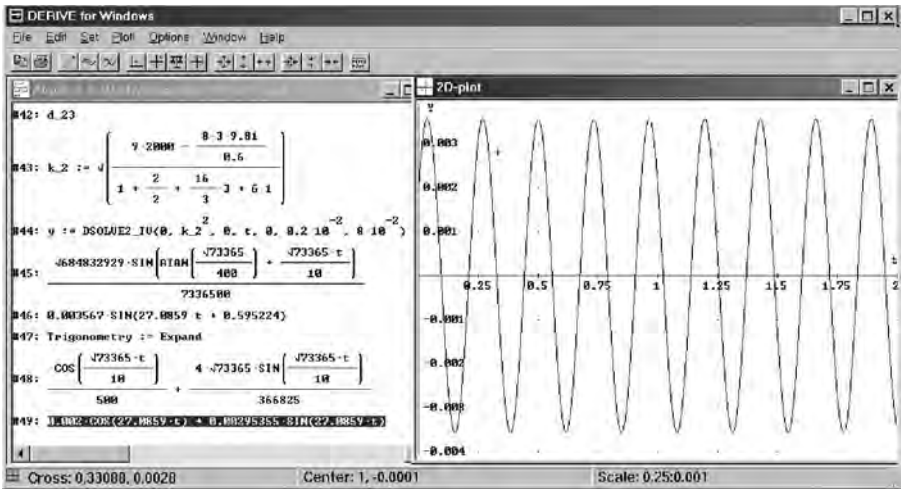 DERIVE for Windows
File Edit Set Plot Options Window Help
2D-plot
#42: d_23
8·3·9.81
9·2000 -
0.6
#43: k_2 := √
2 16
1 + + 3 + 6·1
2 3
#44: y := DSOLVE2_IV(0, k_2^2, 0, t, 0, 0.2·10^-2, 8·10^-2)
√73365 √73365·t
√684832929·SIN(ATAN( ) + )
400 10
#45:
7336500
#46: 0.003567·SIN(27.0859·t + 0.595224)
#47: Trigonometry := Expand
√73365·t √73365·t
COS( ) 4·√73365·SIN( )
10 10
#48: +
500 366825
#49: 0.002·COS(27.0859·t) + 0.00295355·SIN(27.0859·t)
y
0.003
0.002
0.001
t
0.25 0.5 0.75 1 1.25 1.5 1.75 2
-0.001
-0.002
-0.003
-0.004
Cross: 0,33088, 0,0028 Center: 1, -0.0001 Scale: 0.25:0.001